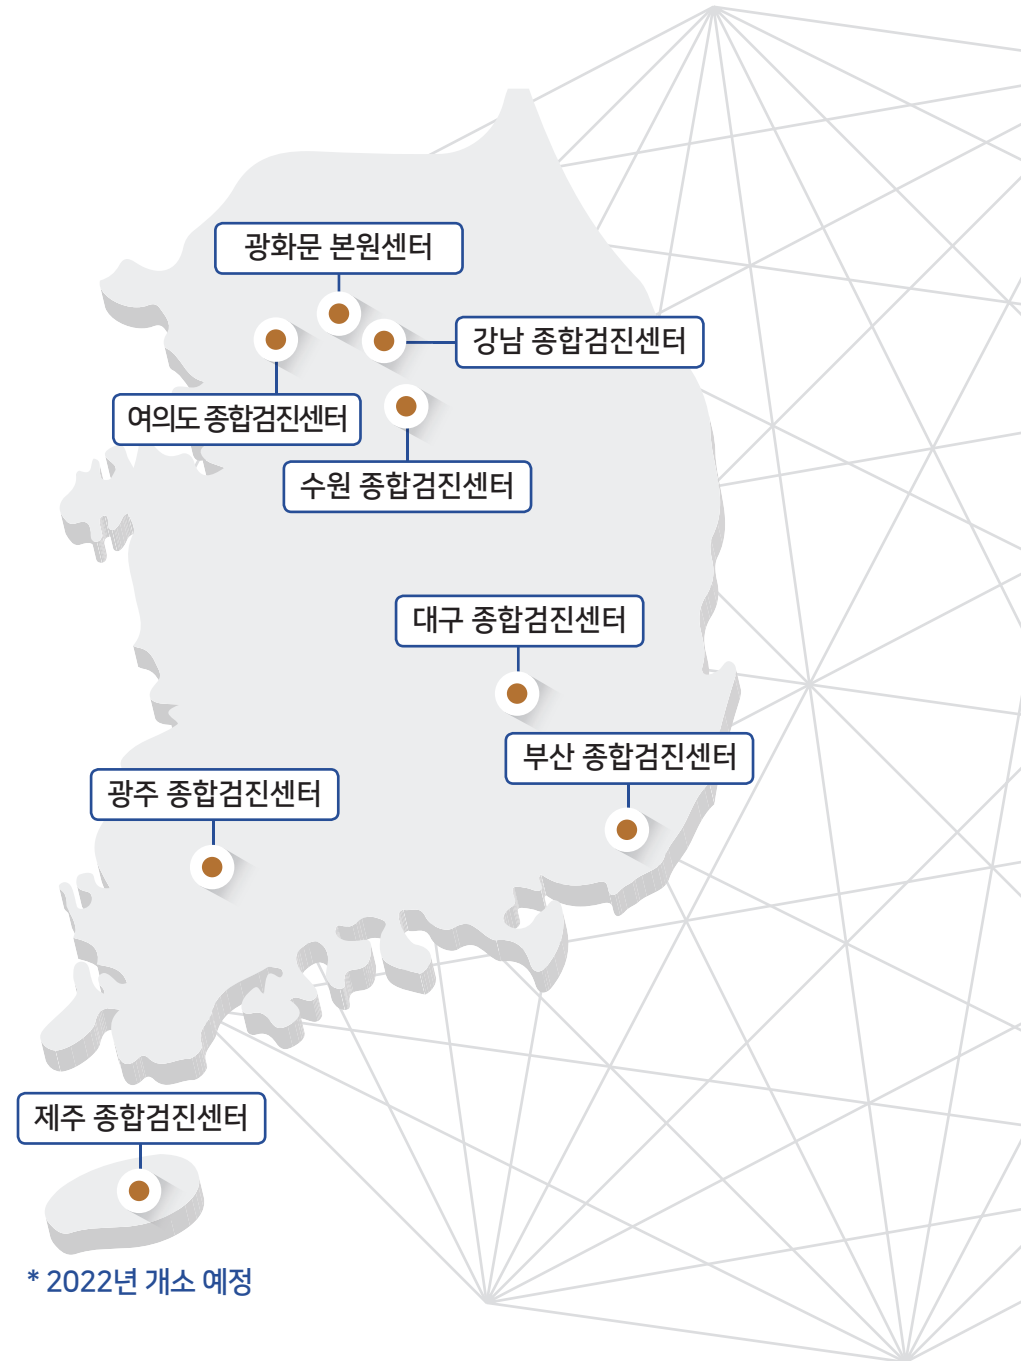 광화문 본원센터
강남 종합검진센터
여의도 종합검진센터
수원 종합검진센터
대구 종합검진센터
부산 종합검진센터
광주 종합검진센터
제주 종합검진센터
* 2022년 개소 예정